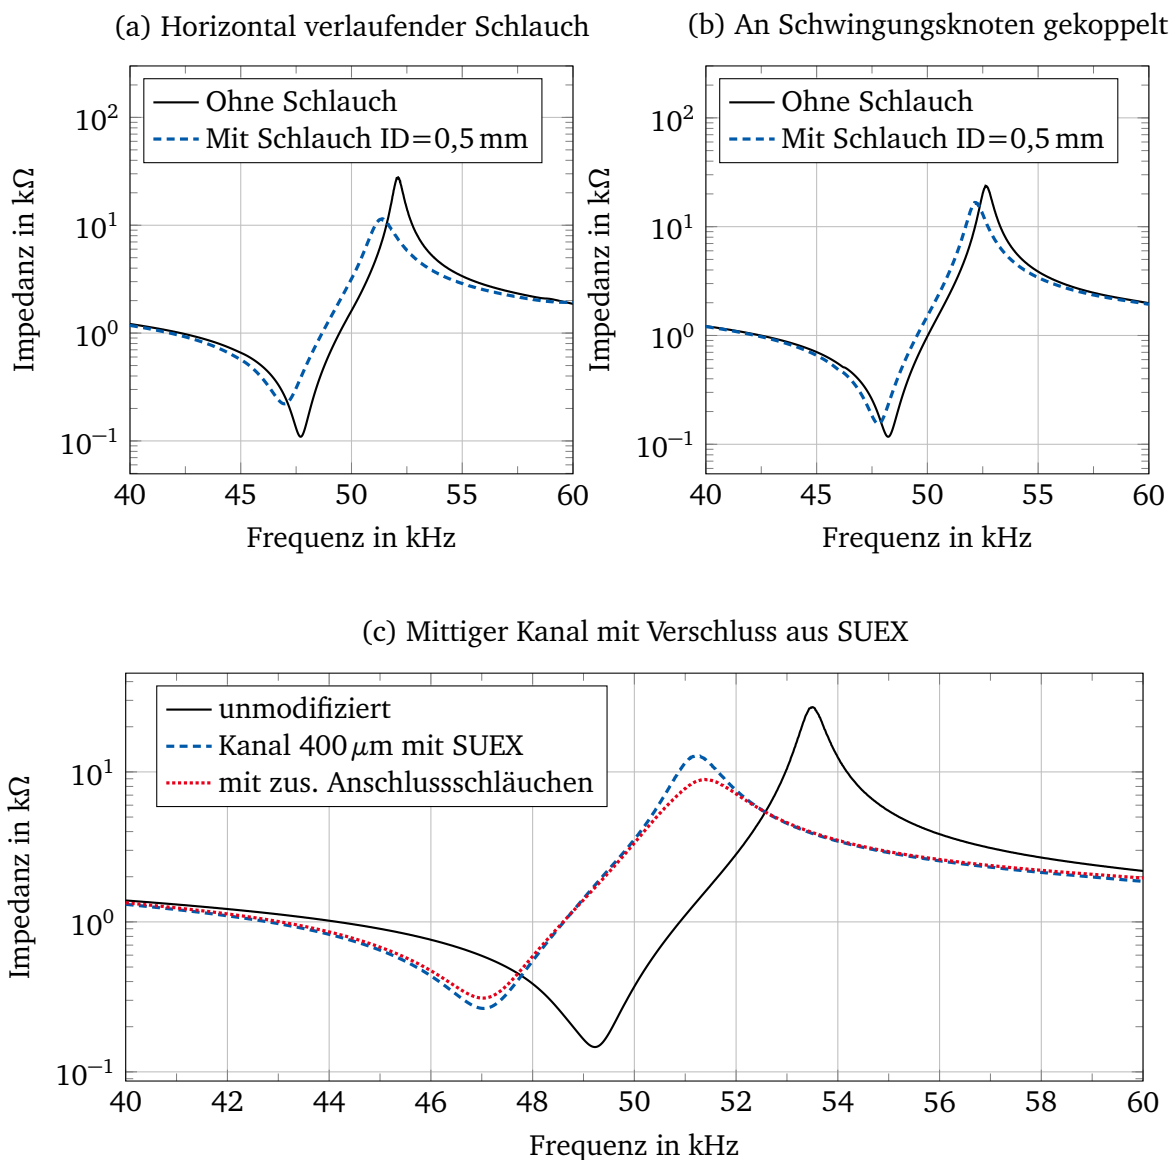 (a) Horizontal verlaufender Schlauch
Ohne Schlauch
Mit Schlauch ID=0,5 mm
10²
10¹
10⁰
10⁻¹
Impedanz in kΩ
40 45 50 55 60
Frequenz in kHz
(b) An Schwingungsknoten gekoppelt
Ohne Schlauch
Mit Schlauch ID=0,5 mm
10²
10¹
10⁰
10⁻¹
Impedanz in kΩ
40 45 50 55 60
Frequenz in kHz
(c) Mittiger Kanal mit Verschluss aus SUEX
unmodifiziert
Kanal 400 μm mit SUEX
mit zus. Anschlussschläuchen
10¹
10⁰
10⁻¹
Impedanz in kΩ
40 42 44 46 48 50 52 54 56 58 60
Frequenz in kHz